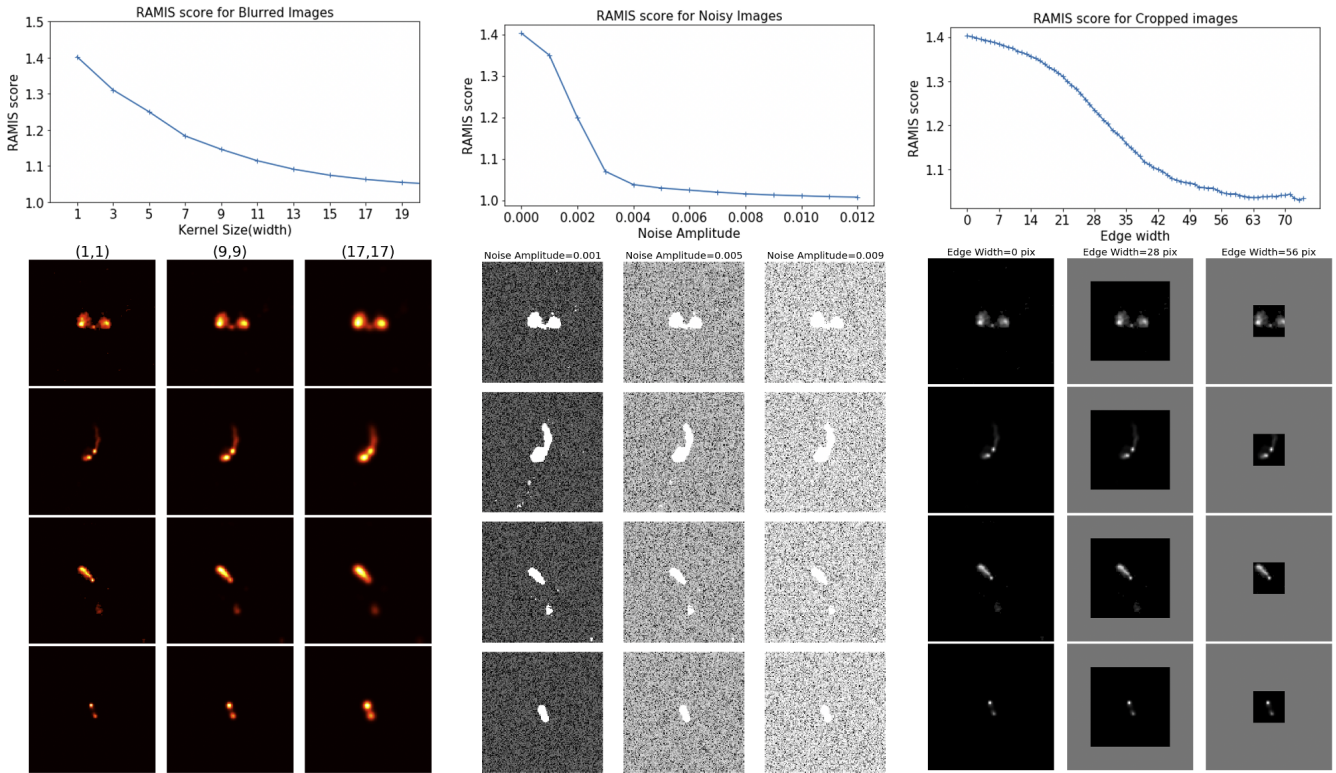 RAMIS score for Blurred Images
1.5
1.4
1.3
1.2
1.1
1.0
RAMIS score
1 3 5 7 9 11 13 15 17 19
Kernel Size(width)
(1,1) (9,9) (17,17)
RAMIS score for Noisy Images
1.4
1.3
1.2
1.1
1.0
RAMIS score
0.000 0.002 0.004 0.006 0.008 0.010 0.012
Noise Amplitude
Noise Amplitude=0.001 Noise Amplitude=0.005 Noise Amplitude=0.009
RAMIS score for Cropped images
1.4
1.3
1.2
1.1
RAMIS score
0 7 14 21 28 35 42 49 56 63 70
Edge width
Edge Width=0 pix Edge Width=28 pix Edge Width=56 pix